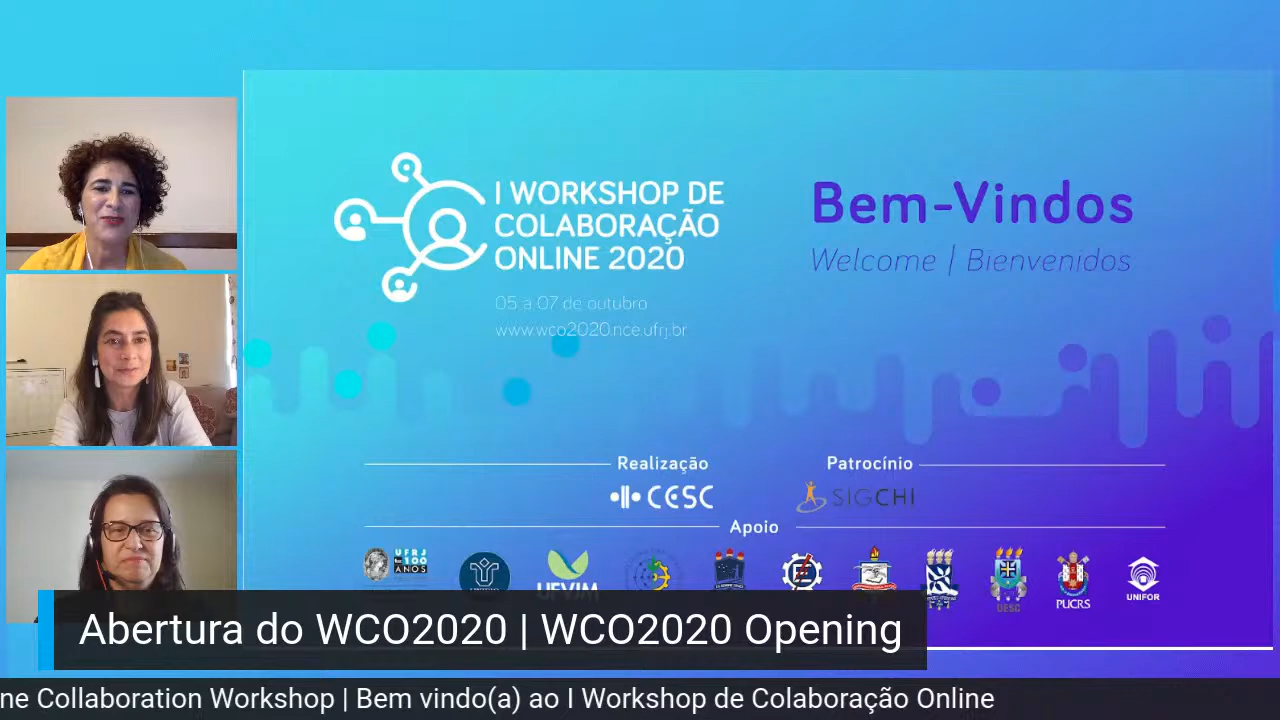 I WORKSHOP DE
COLABORAÇÃO
ONLINE 2020
05 a 07 de outubro
www.wco2020.nce.ufrj.br
Bem-Vindos
Welcome | Bienvenidos
Realização
CESC
Patrocínio
SIGCHI
Apoio
UFRJ
100
ANOS
UFVJM
UESC
PUCRS
UNIFOR
Abertura do WCO2020 | WCO2020 Opening
ne Collaboration Workshop | Bem vindo(a) ao I Workshop de Colaboração Online